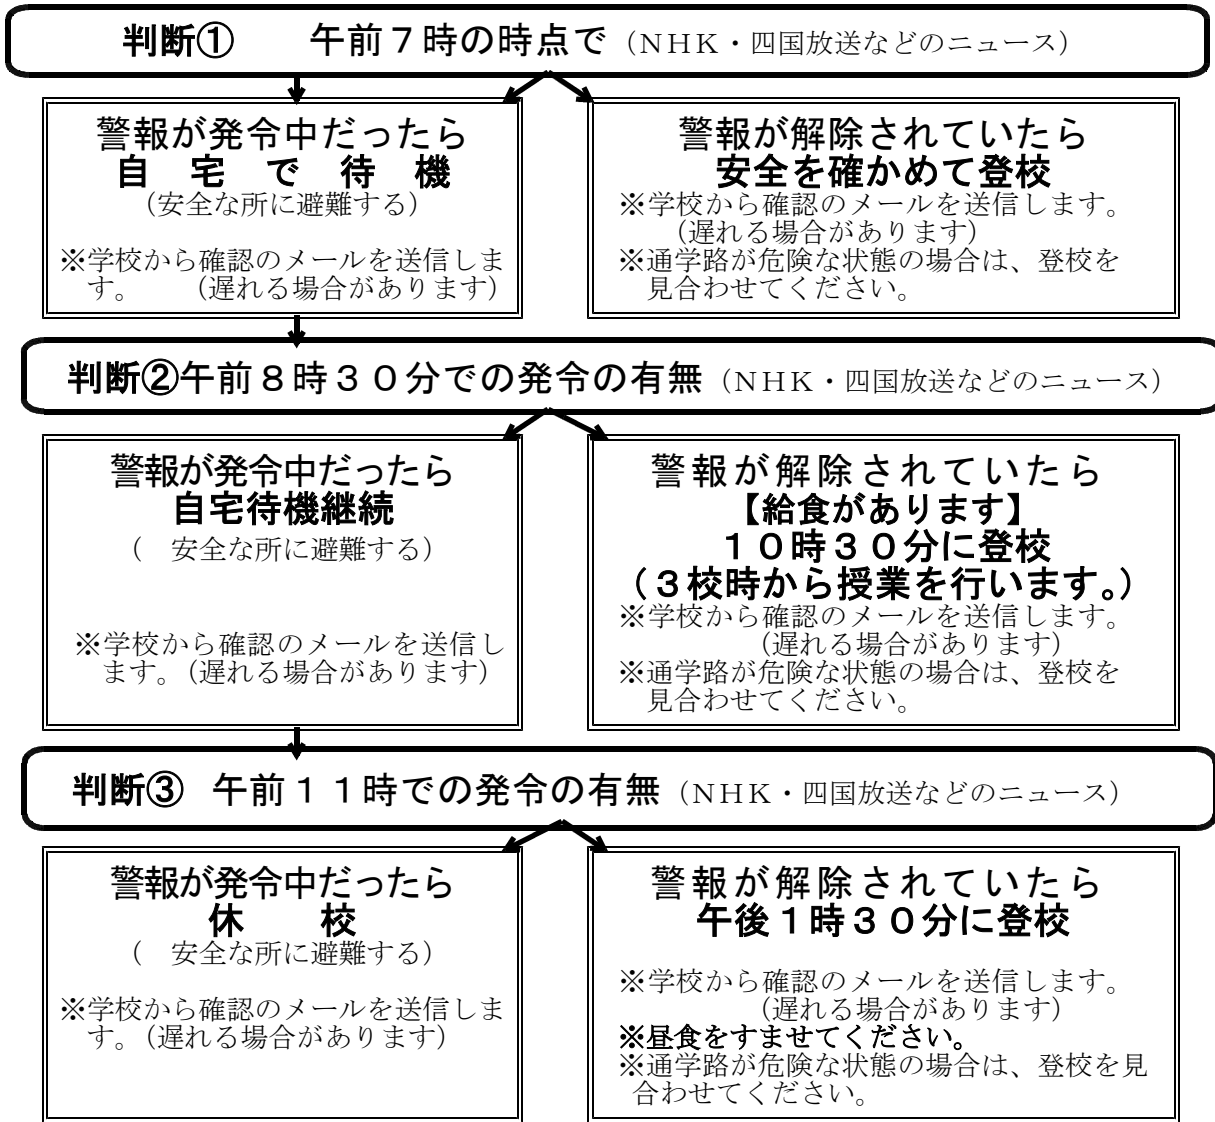 判断① 午前7時の時点で（NHK・四国放送などのニュース）
警報が発令中だったら
自 宅 で 待 機
（安全な所に避難する）
※学校から確認のメールを送信しま
す。 （遅れる場合があります）
警報が解除されていたら
安全を確かめて登校
※学校から確認のメールを送信します。
（遅れる場合があります）
※通学路が危険な状態の場合は、登校を
見合わせてください。
判断②午前８時３０分での発令の有無（NHK・四国放送などのニュース）
警報が発令中だったら
自宅待機継続
（ 安全な所に避難する）
※学校から確認のメールを送信し
ます。（遅れる場合があります）
警報が解除されていたら
【給食があります】
１０時３０分に登校
（３校時から授業を行います。）
※学校から確認のメールを送信します。
（遅れる場合があります）
※通学路が危険な状態の場合は、登校を
見合わせてください。
判断③ 午前１１時での発令の有無（NHK・四国放送などのニュース）
警報が発令中だったら
休 校
（ 安全な所に避難する）
※学校から確認のメールを送信しま
す。（遅れる場合があります）
警報が解除されていたら
午後１時３０分に登校
※学校から確認のメールを送信します。
（遅れる場合があります）
※昼食をすませてください。
※通学路が危険な状態の場合は、登校を見
合わせてください。